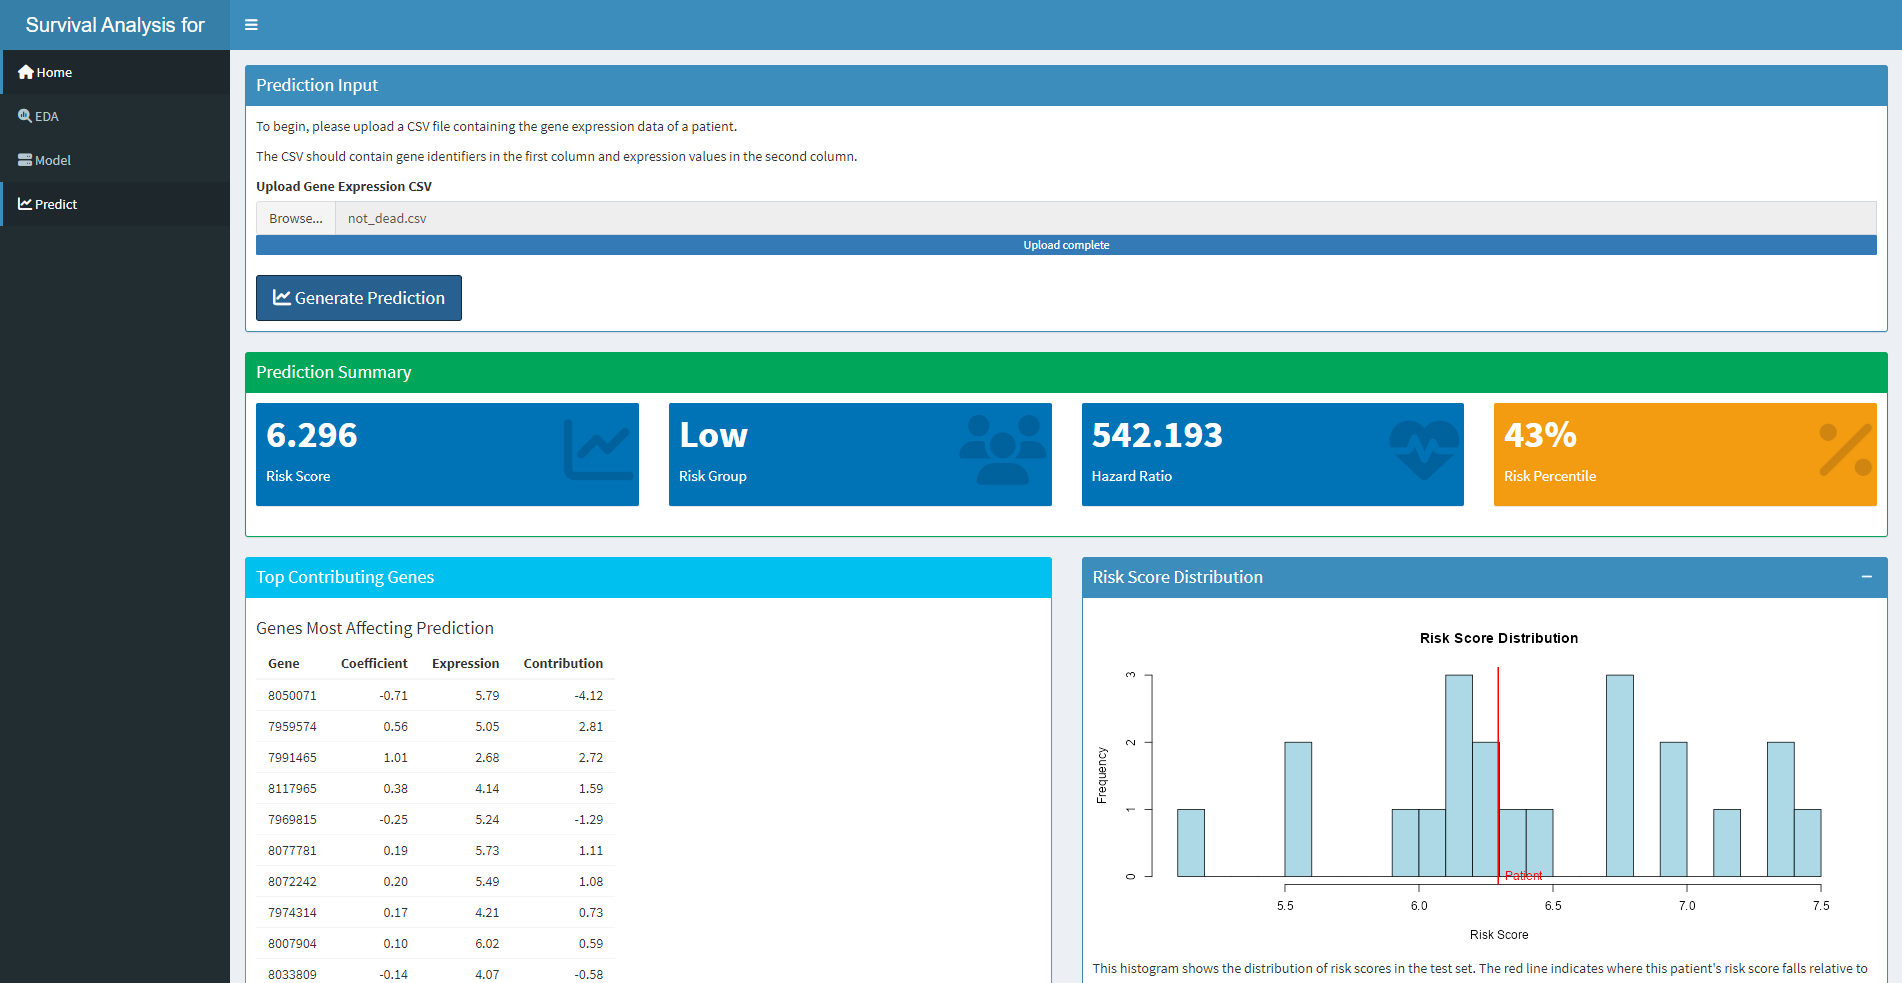 Survival Analysis for
Home
EDA
Model
Predict
Prediction Input
To begin, please upload a CSV file containing the gene expression data of a patient.
The CSV should contain gene identifiers in the first column and expression values in the second column.
Upload Gene Expression CSV
Browse... not_dead.csv
Upload complete
Generate Prediction
Prediction Summary
6.296
Risk Score
Low
Risk Group
542.193
Hazard Ratio
43%
Risk Percentile
Top Contributing Genes
Genes Most Affecting Prediction
Gene Coefficient Expression Contribution
8050071 -0.71 5.79 -4.12
7959574 0.56 5.05 2.81
7991465 1.01 2.68 2.72
8117965 0.38 4.14 1.59
7969815 -0.25 5.24 -1.29
8077781 0.19 5.73 1.11
8072242 0.20 5.49 1.08
7974314 0.17 4.21 0.73
8007904 0.10 6.02 0.59
8033809 -0.14 4.07 -0.58
Risk Score Distribution
Risk Score Distribution
Frequency
3
2
1
0
Patient
5.5 6.0 6.5 7.0 7.5
Risk Score
This histogram shows the distribution of risk scores in the test set. The red line indicates where this patient's risk score falls relative to